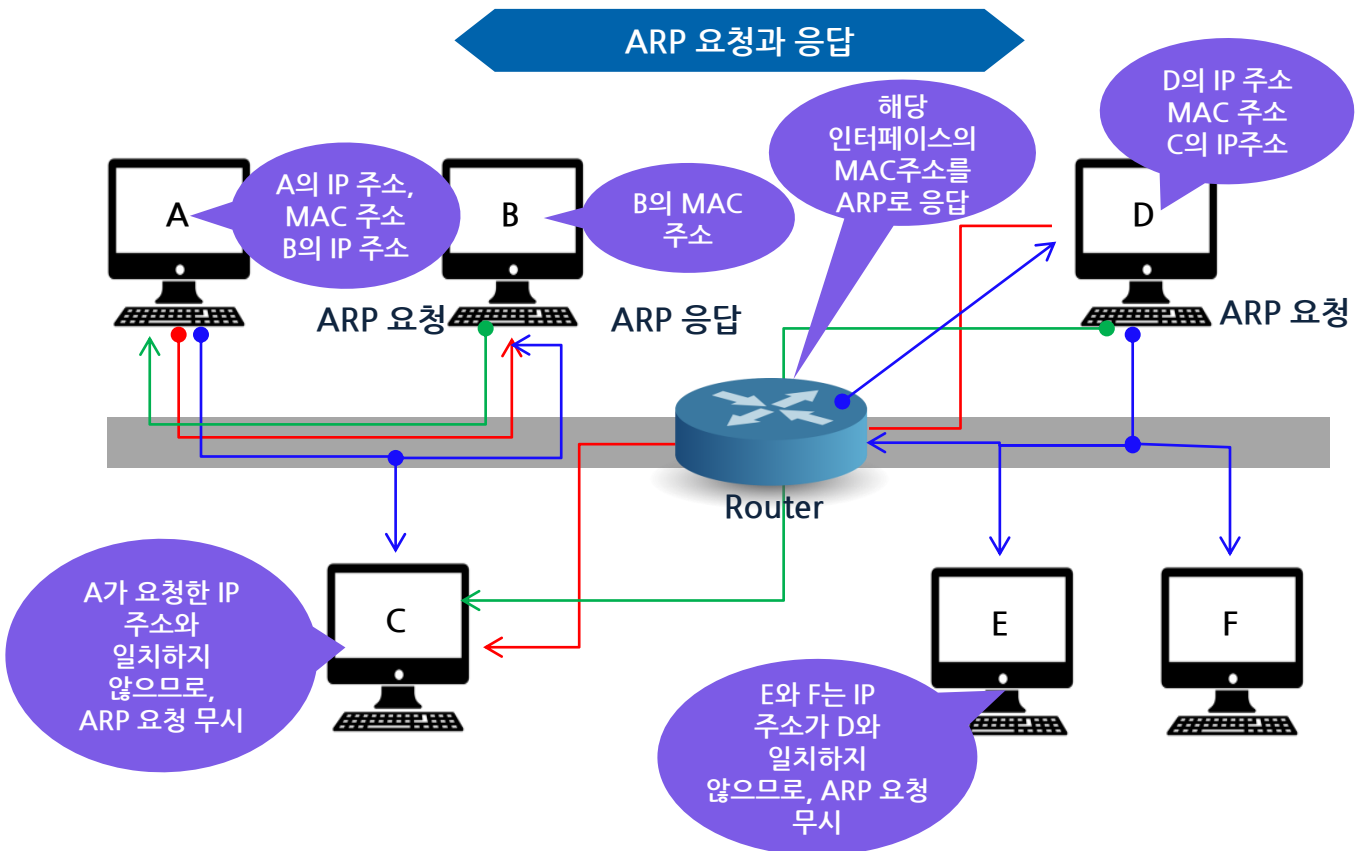 ARP 요청과 응답
A
A의 IP 주소,
MAC 주소
B의 IP 주소
ARP 요청
B
B의 MAC
주소
ARP 응답
해당
인터페이스의
MAC주소를
ARP로 응답
D의 IP 주소
MAC 주소
C의 IP주소
D
ARP 요청
Router
A가 요청한 IP
주소와
일치하지
않으므로,
ARP 요청 무시
C
E와 F는 IP
주소가 D와
일치하지
않으므로, ARP 요청
무시
E
F